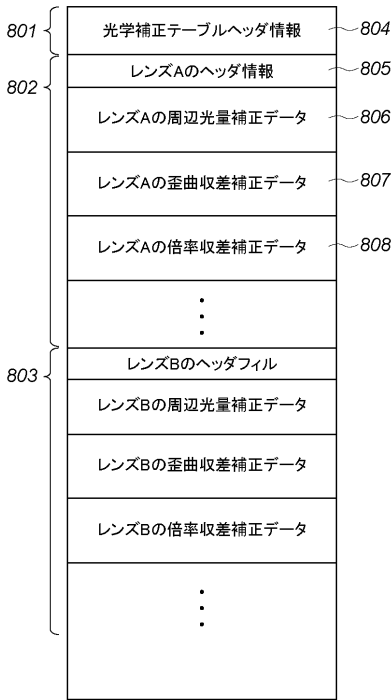 801
光学補正テーブルヘッダ情報
804
802
レンズAのヘッダ情報
805
レンズAの周辺光量補正データ
806
レンズAの歪曲収差補正データ
807
レンズAの倍率収差補正データ
808
803
レンズBのヘッダフィル
レンズBの周辺光量補正データ
レンズBの歪曲収差補正データ
レンズBの倍率収差補正データ